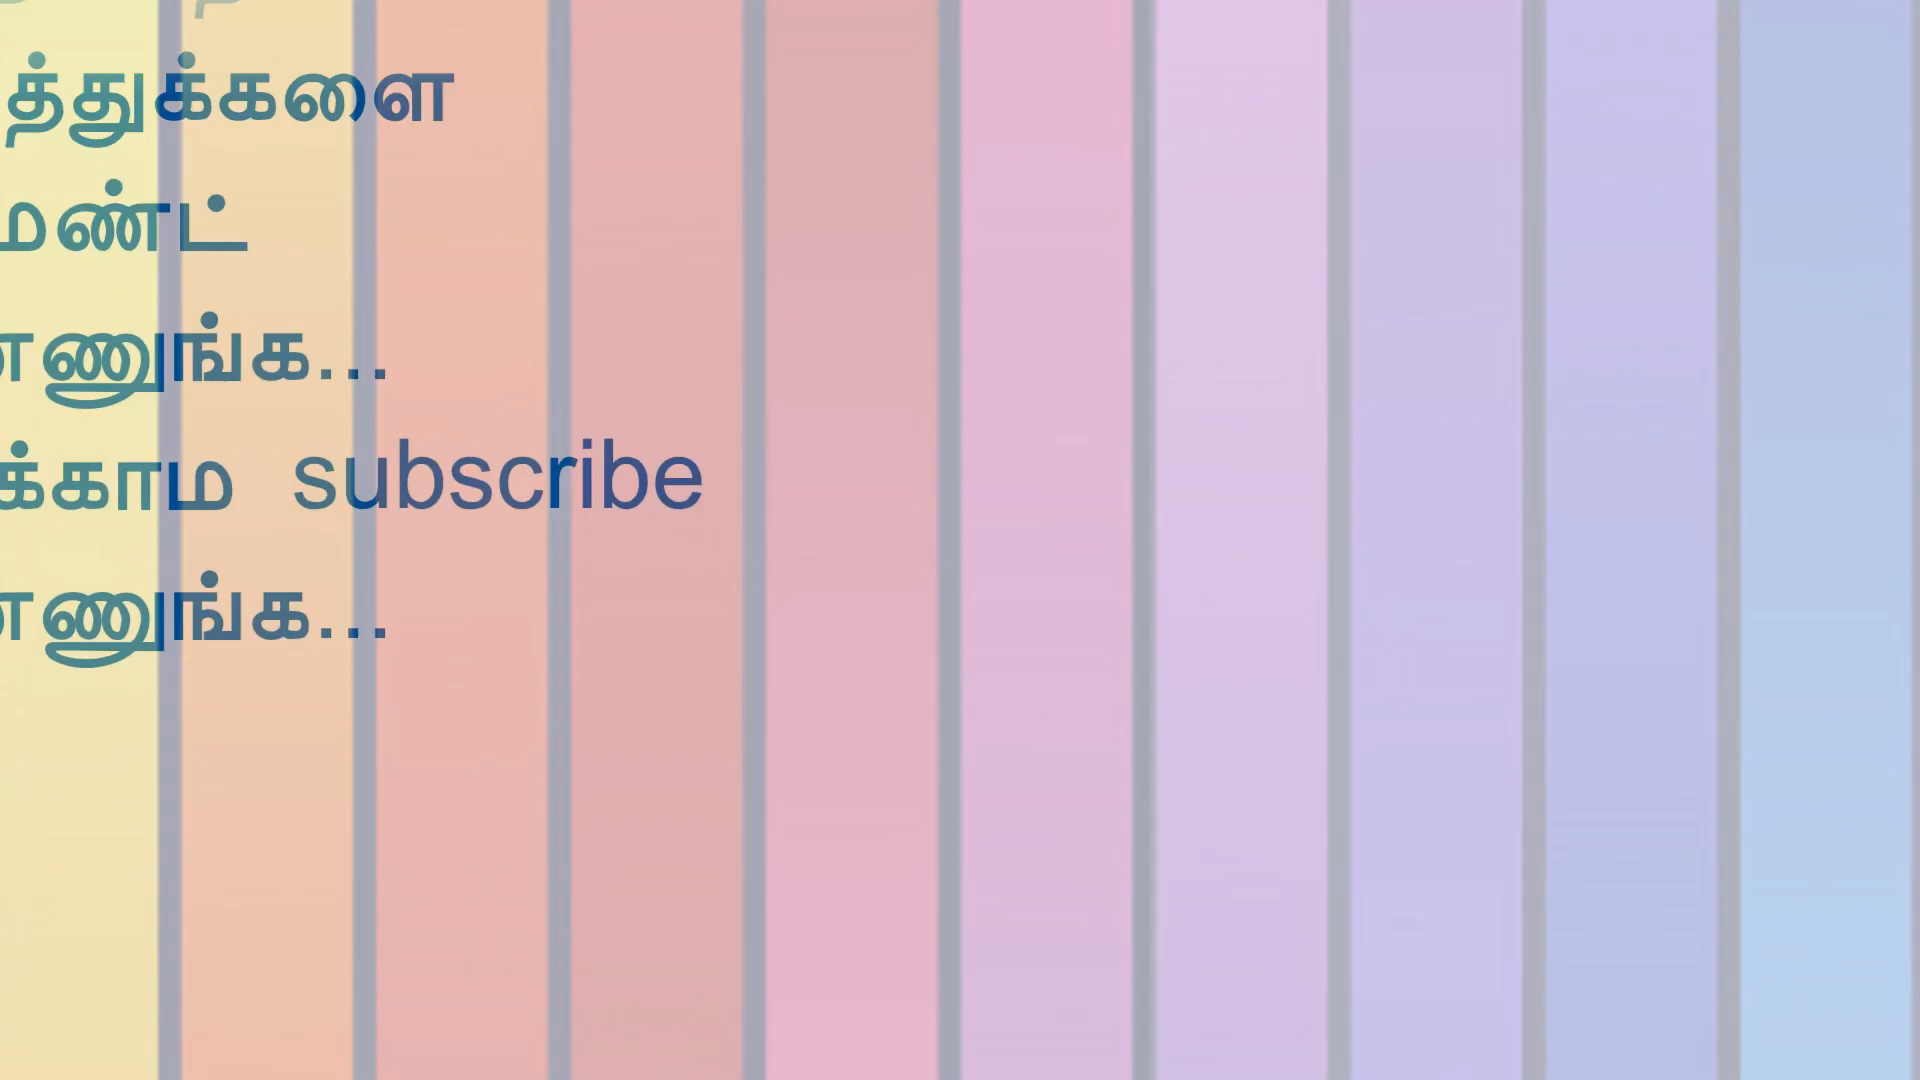 த்துக்களை
மண்ட்
ணுங்க...
க்காம subscribe
ணுங்க...